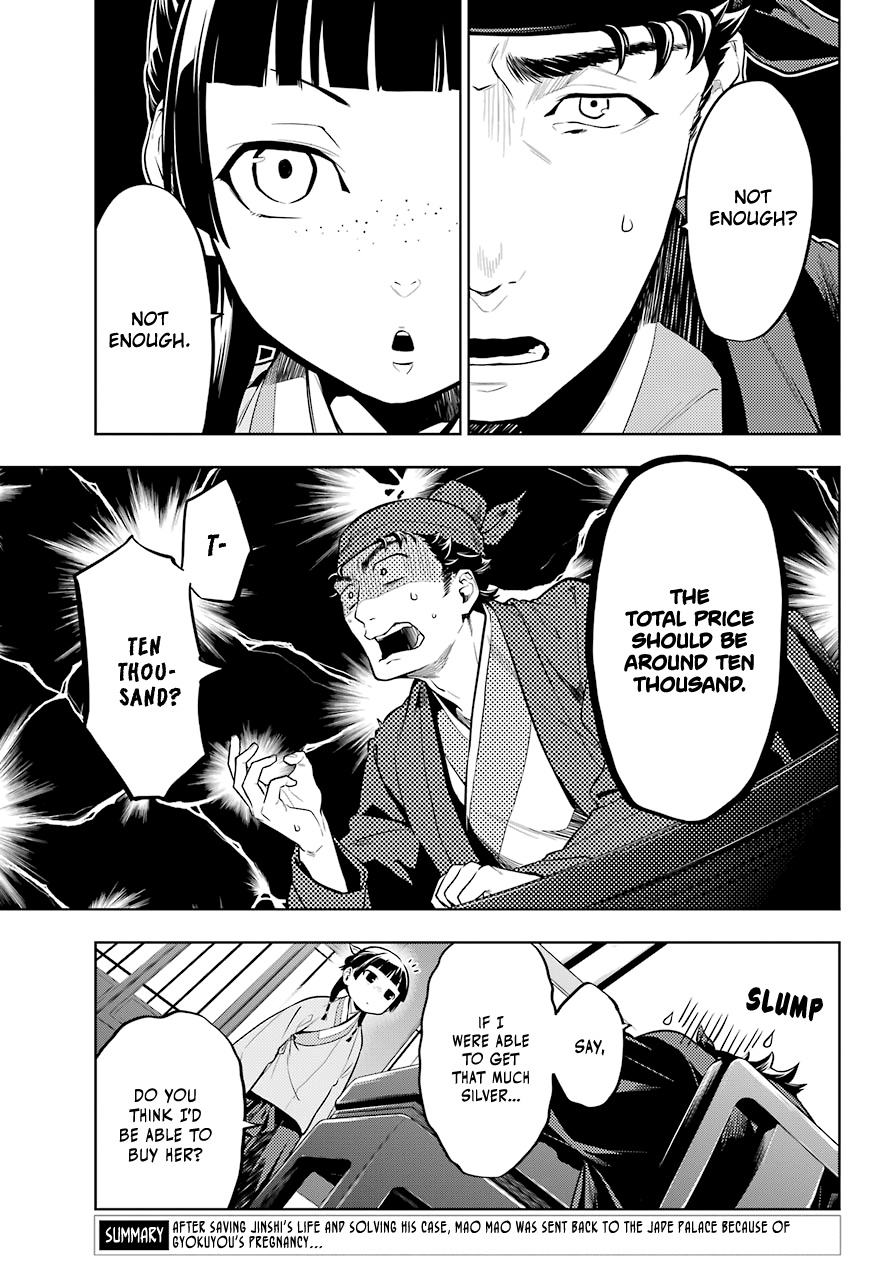 NOT
ENOUGH?
NOT
ENOUGH.
THE
TOTAL PRICE
SHOULD BE
AROUND TEN
THOUSAND.
T-
TEN
THOU-
SAND?
SLUMP
SAY,
IF I
WERE ABLE
TO GET
THAT MUCH
SILVER...
DO YOU
THINK I'D
BE ABLE TO
BUY HER?
SUMMARY
AFTER SAVING JINSHI'S LIFE AND SOLVING HIS CASE, MAO MAO WAS SENT BACK TO THE JADE PALACE BECAUSE OF
GYOKUYOU'S PREGNANCY...